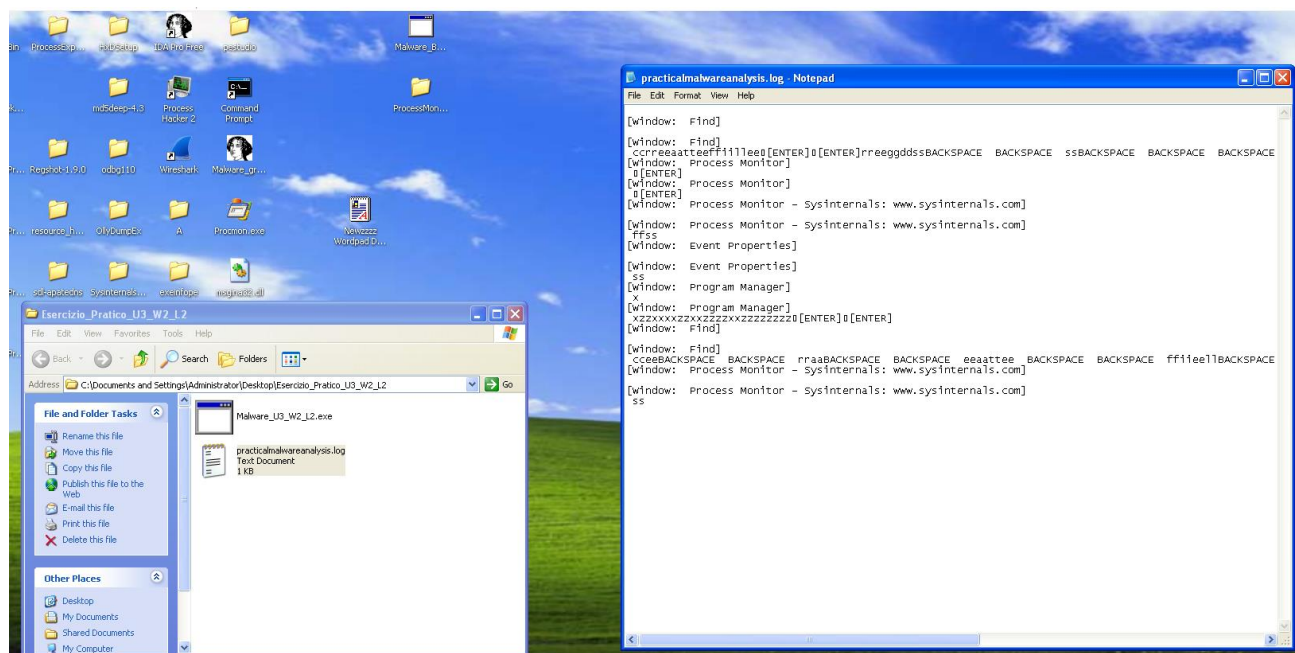 ProcessExp...
HxDSetup
IDA Pro Free
pestudio
Malware_B...
md5deep-4.3
Process
Hacker 2
Command
Prompt
ProcessMon...
Regshot-1.9.0
odbg110
Wireshark
Malware_gr...
resource_h...
OllyDumpEx
A
Procmon.exe
Newzzzz
Wordpad D...
sdl-apatedns
Sysinternals...
exeinfope
msgina32.dll
Esercizio_Pratico_U3_W2_L2
File Edit View Favorites Tools Help
Back Search Folders
Address C:\Documents and Settings\Administrator\Desktop\Esercizio_Pratico_U3_W2_L2 Go
File and Folder Tasks
Rename this file
Move this file
Copy this file
Publish this file to the
Web
E-mail this file
Print this file
Delete this file
Other Places
Desktop
My Documents
Shared Documents
My Computer
Malware_U3_W2_L2.exe
practicalmalwareanalysis.log
Text Document
1 KB
practicalmalwareanalysis.log - Notepad
File Edit Format View Help
[Window: Find]
[Window: Find]
ccrreeaatteeffiilllee▯[ENTER]▯[ENTER]rreeggddssBACKSPACE BACKSPACE ssBACKSPACE BACKSPACE BACKSPACE
[Window: Process Monitor]
▯[ENTER]
[Window: Process Monitor]
▯[ENTER]
[Window: Process Monitor - Sysinternals: www.sysinternals.com]
[Window: Process Monitor - Sysinternals: www.sysinternals.com]
ffss
[Window: Event Properties]
[Window: Event Properties]
ss
[Window: Program Manager]
x
[Window: Program Manager]
xzzxxxxzzxxzzzzxxzzzzzzzz▯[ENTER]▯[ENTER]
[Window: Find]
[Window: Find]
cceeBACKSPACE BACKSPACE rraaBACKSPACE BACKSPACE eeaattee BACKSPACE BACKSPACE ffiieellBACKSPACE
[Window: Process Monitor - Sysinternals: www.sysinternals.com]
[Window: Process Monitor - Sysinternals: www.sysinternals.com]
ss